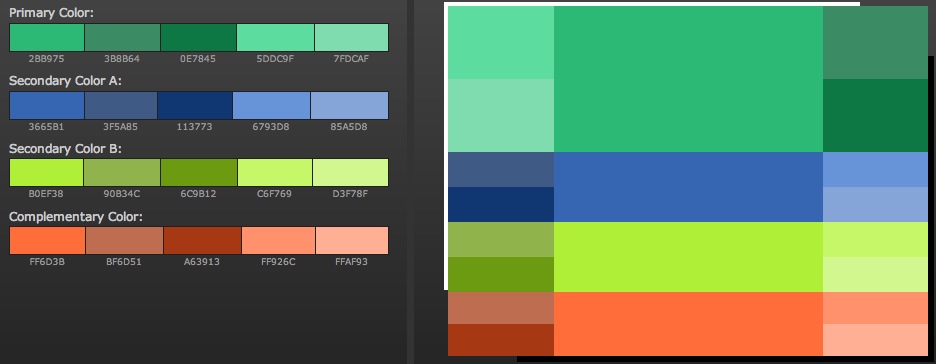 Primary Color:
2BB975 3B8B64 0E7845 5DDC9F 7FDCAF
Secondary Color A:
3665B1 3F5A85 113773 6793D8 85A5D8
Secondary Color B:
B0EF38 90B34C 6C9B12 C6F769 D3F78F
Complementary Color:
FF6D3B BF6D51 A63913 FF926C FFAF93